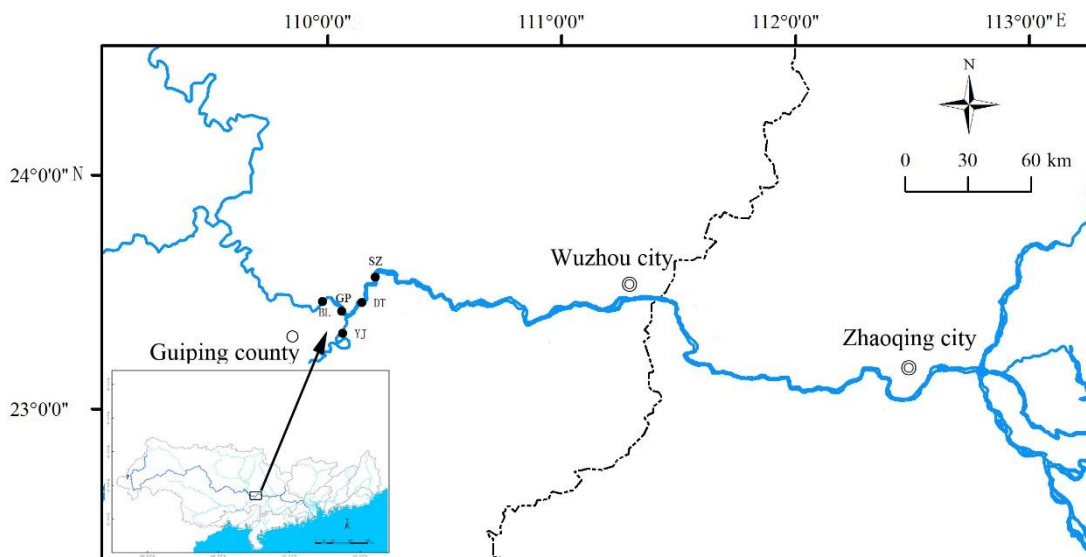 110°0'0"
111°0'0"
112°0'0"
113°0'0" E
N
0 30 60 km
24°0'0" N
SZ
Wuzhou city
BL
GP
DT
YJ
Guiping county
Zhaoqing city
23°0'0"